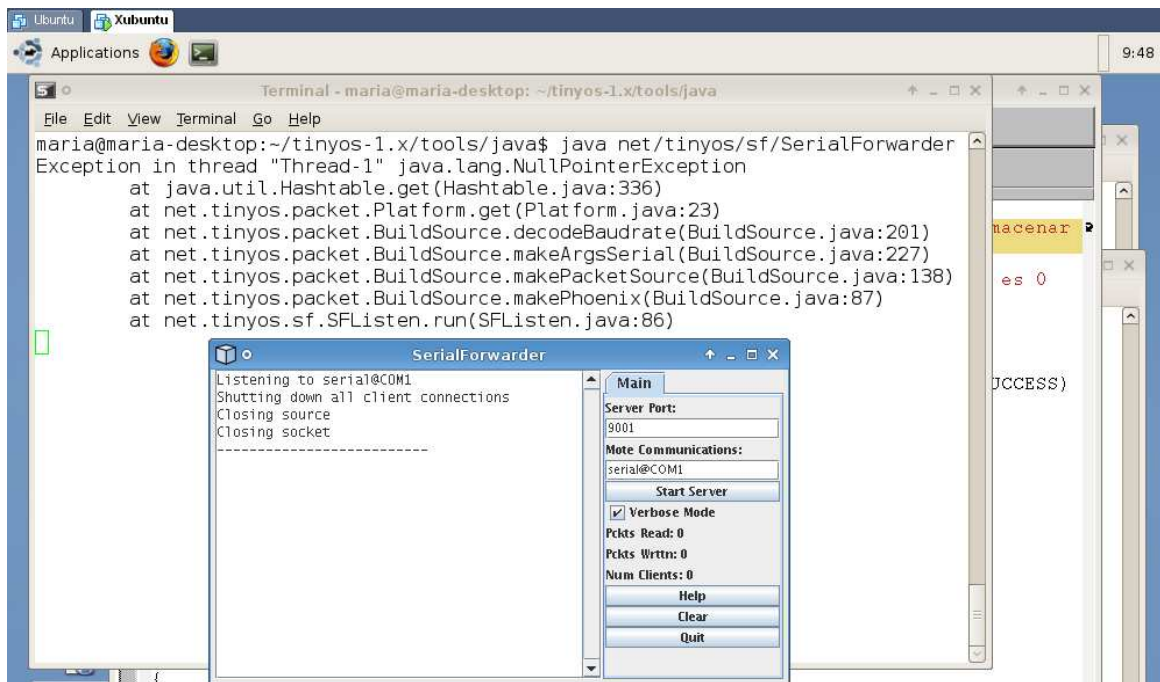 Ubuntu Xubuntu
Applications 9:48
Terminal - maria@maria-desktop: ~/tinyos-1.x/tools/java
File Edit View Terminal Go Help
maria@maria-desktop:~/tinyos-1.x/tools/java$ java net/tinyos/sf/SerialForwarder
Exception in thread "Thread-1" java.lang.NullPointerException
at java.util.Hashtable.get(Hashtable.java:336)
at net.tinyos.packet.Platform.get(Platform.java:23)
at net.tinyos.packet.BuildSource.decodeBaudrate(BuildSource.java:201)
at net.tinyos.packet.BuildSource.makeArgsSerial(BuildSource.java:227)
at net.tinyos.packet.BuildSource.makePacketSource(BuildSource.java:138)
at net.tinyos.packet.BuildSource.makePhoenix(BuildSource.java:87)
at net.tinyos.sf.SFListen.run(SFListen.java:86)
macenar
es 0
UCCESS)
SerialForwarder
Listening to serial@COM1
Shutting down all client connections
Closing source
Closing socket
--------------------------
Main
Server Port:
9001
Mote Communications:
serial@COM1
Start Server
Verbose Mode
Pckts Read: 0
Pckts Wrttn: 0
Num Clients: 0
Help
Clear
Quit
{